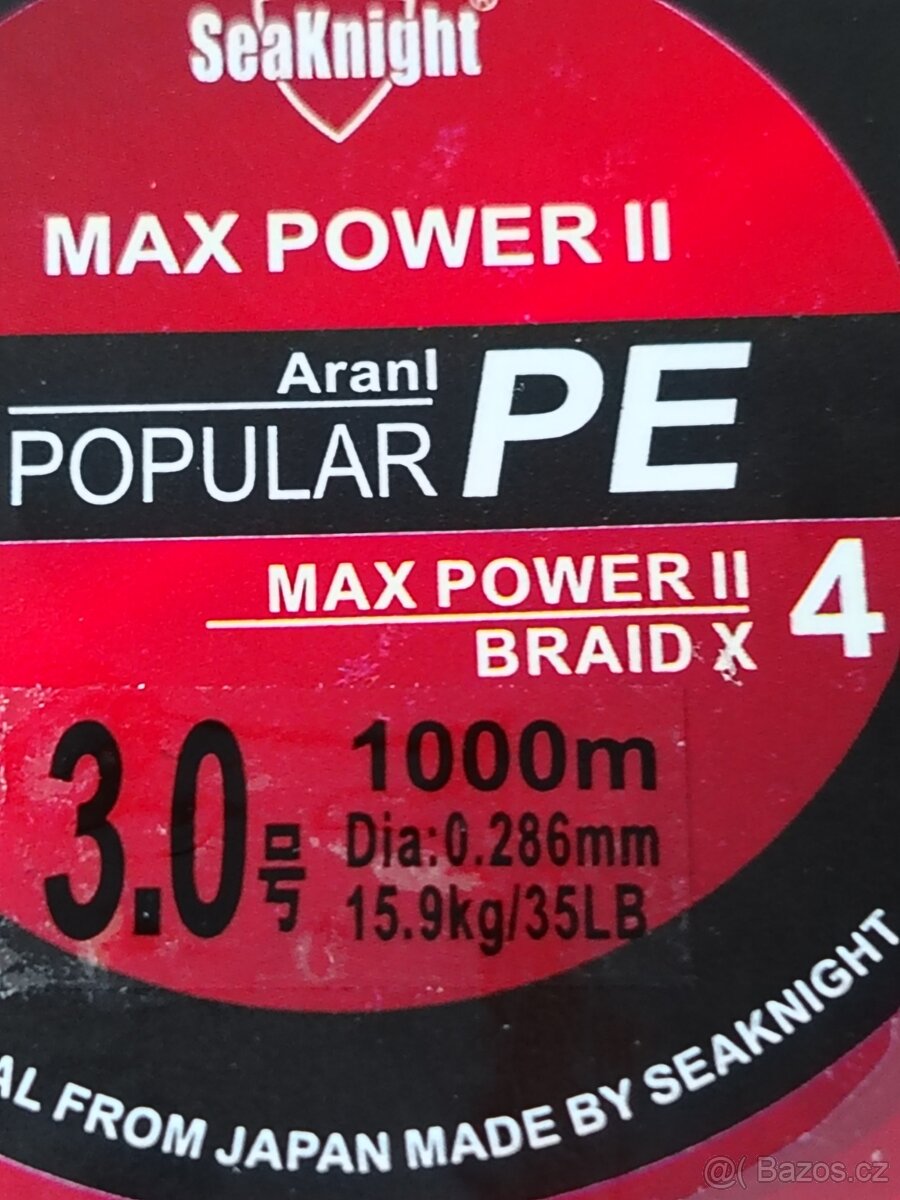 SeaKnight®
MAX POWER II
Aranl
POPULAR PE
MAX POWER II
BRAID X 4
3.0号
1000m
Dia:0.286mm
15.9kg/35LB
AL FROM JAPAN MADE BY SEAKNIGHT
@( Bazos.cz